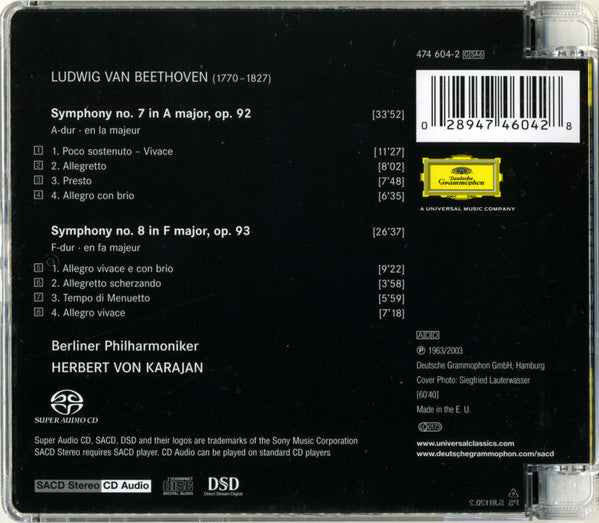 LUDWIG VAN BEETHOVEN (1770–1827)
Symphony no. 7 in A major, op. 92 [33'52]
A-dur · en la majeur
1 1. Poco sostenuto – Vivace [11'27]
2 2. Allegretto [8'02]
3 3. Presto [7'48]
4 4. Allegro con brio [6'35]
Symphony no. 8 in F major, op. 93 [26'37]
F-dur · en fa majeur
5 1. Allegro vivace e con brio [9'22]
6 2. Allegretto scherzando [3'58]
7 3. Tempo di Menuetto [5'59]
8 4. Allegro vivace [7'18]
Berliner Philharmoniker
HERBERT VON KARAJAN
SUPER AUDIO CD
Super Audio CD, SACD, DSD and their logos are trademarks of the Sony Music Corporation
SACD Stereo requires SACD player. CD Audio can be played on standard CD players
SACD Stereo CD Audio COMPACT disc DIGITAL AUDIO DSD Direct Stream Digital
474 604-2 GSA6
0 28947 46042 8
Deutsche
Grammophon
A UNIVERSAL MUSIC COMPANY
ADD
℗ 1963/2003
Deutsche Grammophon GmbH, Hamburg
Cover Photo: Siegfried Lauterwasser
[60'40]
Made in the E. U.
www.universalclassics.com
www.deutschegrammophon.com/sacd